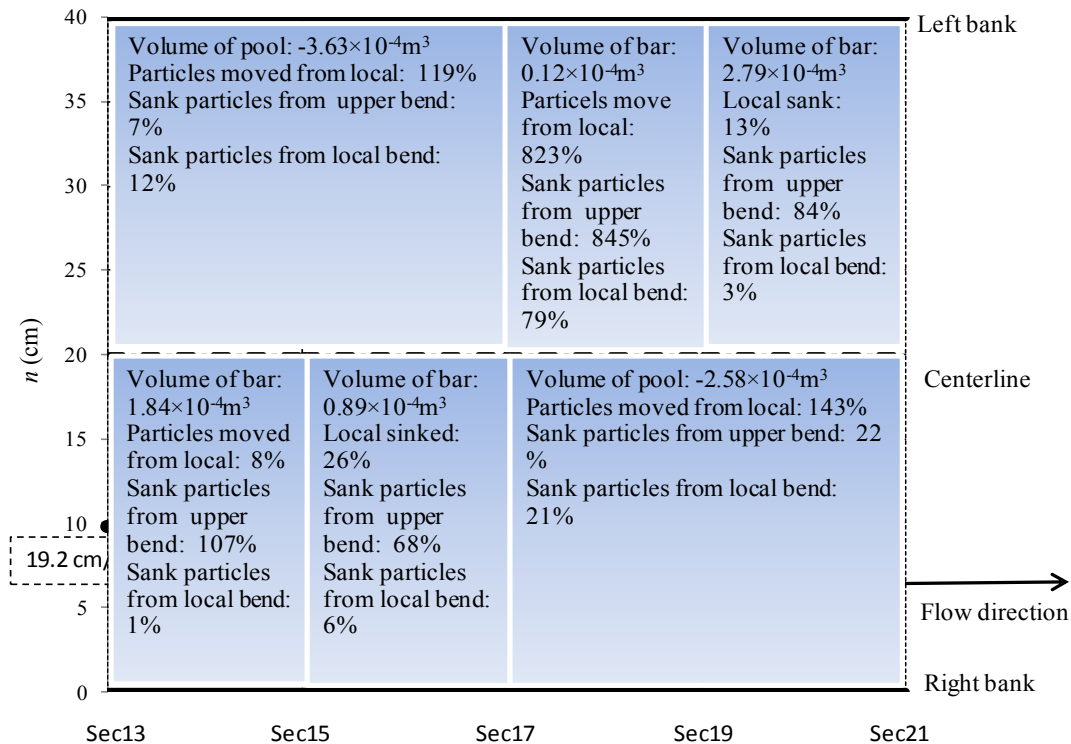 40
35
30
25
20
15
10
5
0
n (cm)
19.2 cm/
Volume of pool: -3.63×10⁻⁴m³
Particles moved from local: 119%
Sank particles from upper bend:
7%
Sank particles from local bend:
12%
Volume of bar:
0.12×10⁻⁴m³
Particels move
from local:
823%
Sank particles
from upper
bend: 845%
Sank particles
from local bend:
79%
Volume of bar:
2.79×10⁻⁴m³
Local sank:
13%
Sank particles
from upper
bend: 84%
Sank particles
from local bend:
3%
Volume of bar:
1.84×10⁻⁴m³
Particles moved
from local: 8%
Sank particles
from upper
bend: 107%
Sank particles
from local bend:
1%
Volume of bar:
0.89×10⁻⁴m³
Local sinked:
26%
Sank particles
from upper
bend: 68%
Sank particles
from local bend:
6%
Volume of pool: -2.58×10⁻⁴m³
Particles moved from local: 143%
Sank particles from upper bend: 22
%
Sank particles from local bend:
21%
Left bank
Centerline
Flow direction
Right bank
Sec13
Sec15
Sec17
Sec19
Sec21